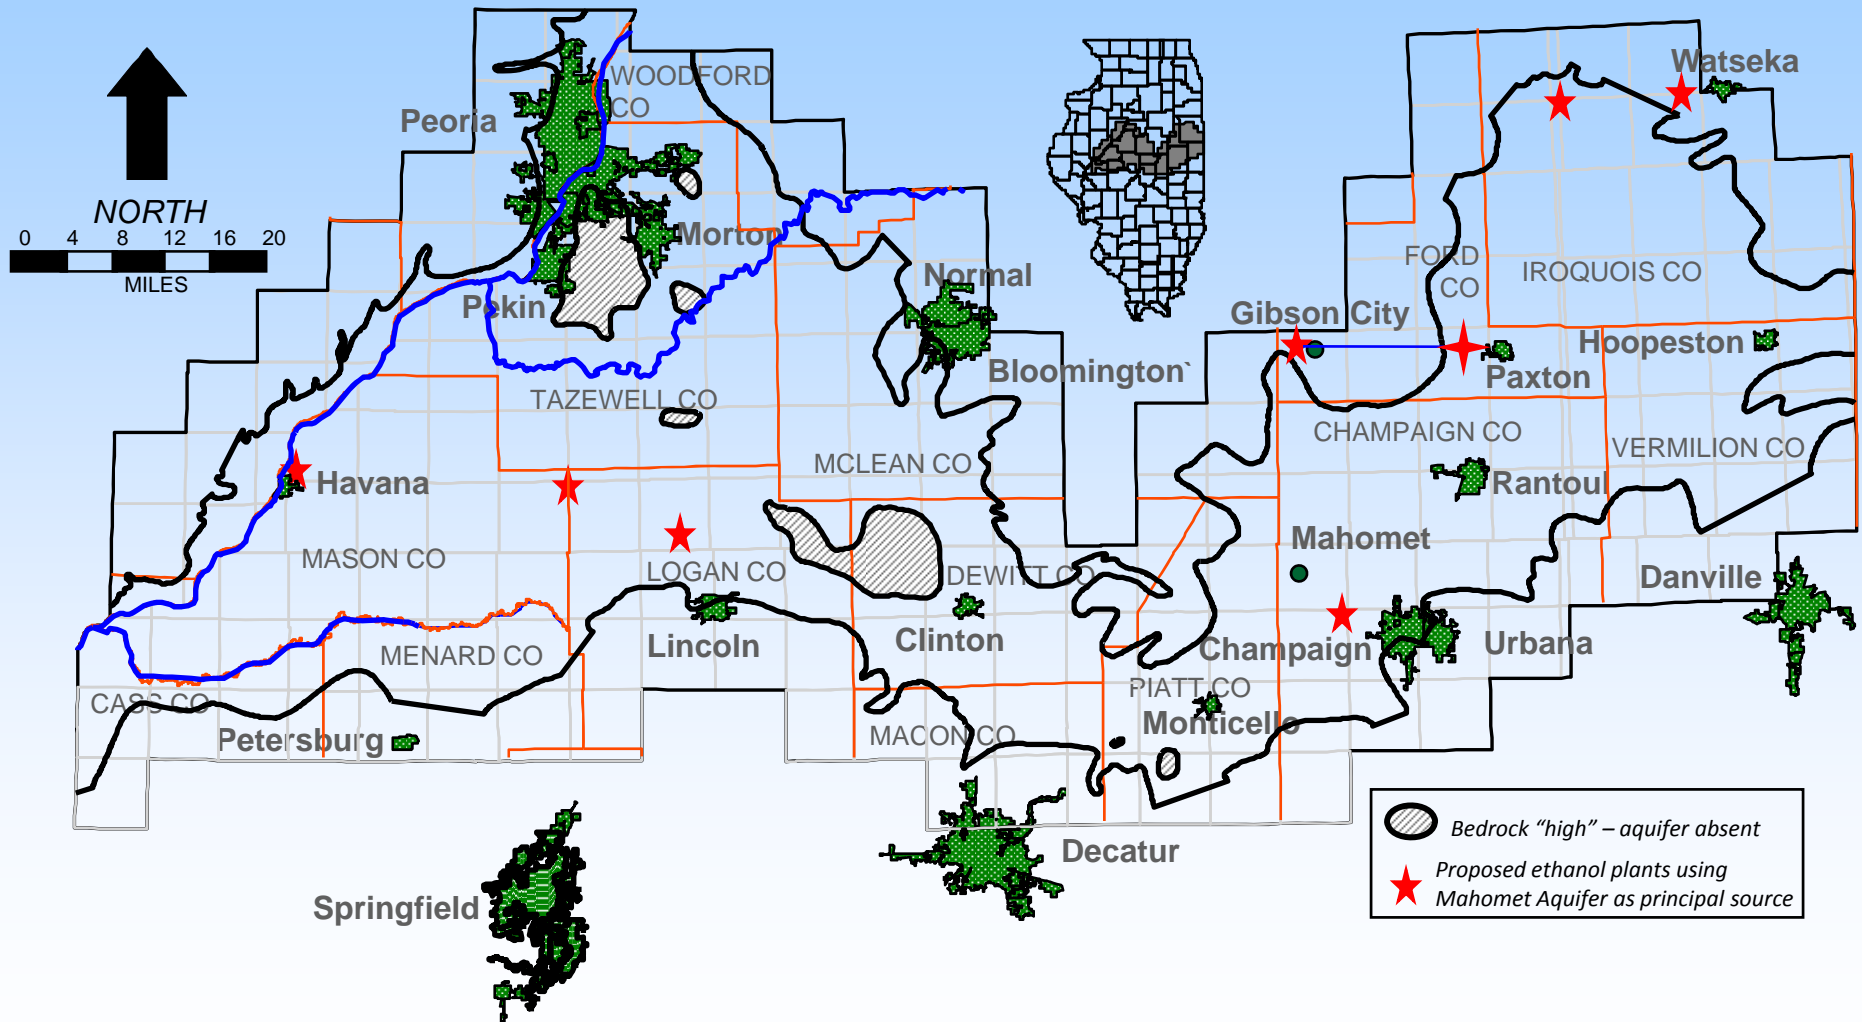 WOODFORD
CO
Watseka
Peoria
NORTH
0 4 8 12 16 20
MILES
Morton
Normal
FORD
CO
IROQUOIS CO
Pekin
Gibson City
Hoopeston
Bloomington`
Paxton
TAZEWELL CO
CHAMPAIGN CO
VERMILION CO
MCLEAN CO
Havana
Rantoul
MASON CO
Mahomet
LOGAN CO
DEWITT CO
Danville
Lincoln
Clinton
Champaign
Urbana
MENARD CO
PIATT CO
CASS CO
Monticello
Petersburg
MACON CO
Decatur
Springfield
Bedrock “high” – aquifer absent
Proposed ethanol plants using
Mahomet Aquifer as principal source